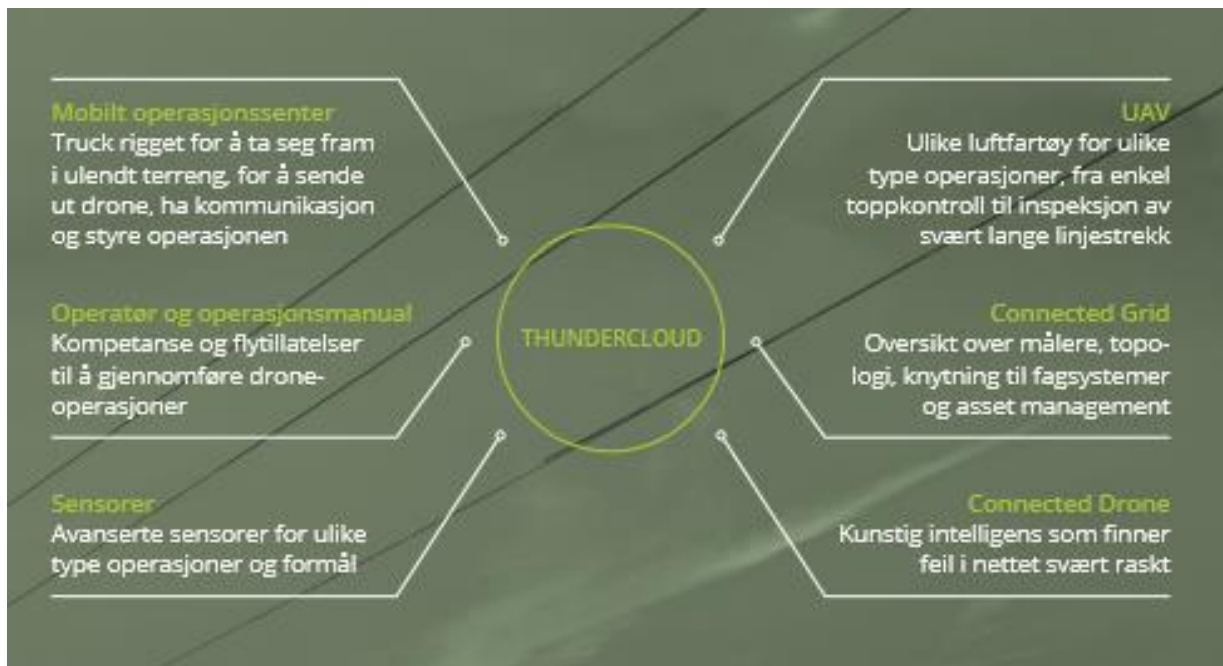 Mobilt operasjonssenter
Truck rigget for å ta seg fram
i ulendt terreng, for å sende
ut drone, ha kommunikasjon
og styre operasjonen
Operatør og operasjonsmanual
Kompetanse og flytillatelser
til å gjennomføre drone-
operasjoner
Sensorer
Avanserte sensorer for ulike
type operasjoner og formål
THUNDERCLOUD
UAV
Ulike luftfartøy for ulike
type operasjoner, fra enkel
toppkontroll til inspeksjon av
svært lange linjestrekk
Connected Grid
Oversikt over målere, topo-
logi, knytning til fagsystemer
og asset management
Connected Drone
Kunstig intelligens som finner
feil i nettet svært raskt